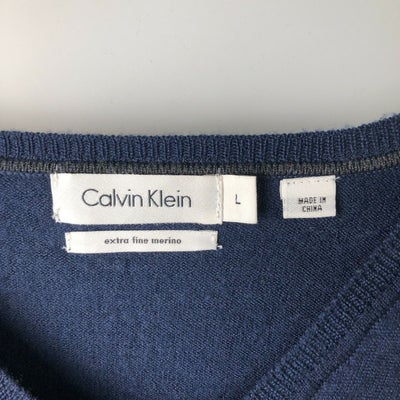 Calvin Klein
L
MADE IN
CHINA
extra fine merino